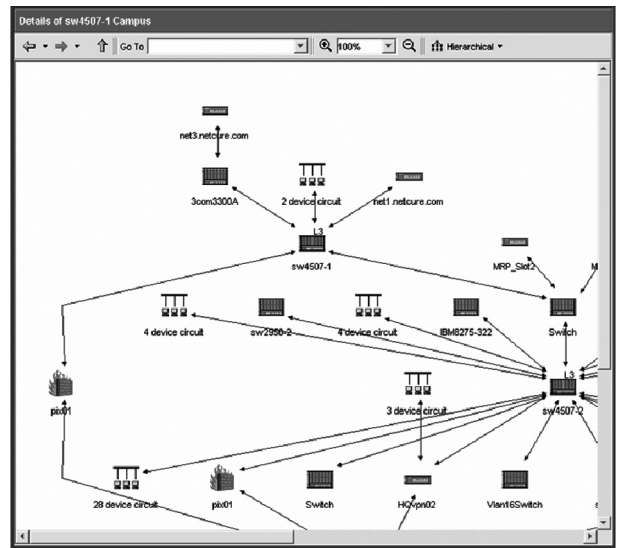 Details of sw4507-1 Campus
Go To
100%
Hierarchical
net3.netcure.com
3com3300A
2 device circuit
net1.netcure.com
L3
sw4507-1
MRP_Slot2
M
4 device circuit
sw2950-2
4 device circuit
IBM8275-322
Switch
L3
pix01
3 device circuit
sw4507-2
28 device circuit
pix01
Switch
HQvpn02
Vlan16Switch
s